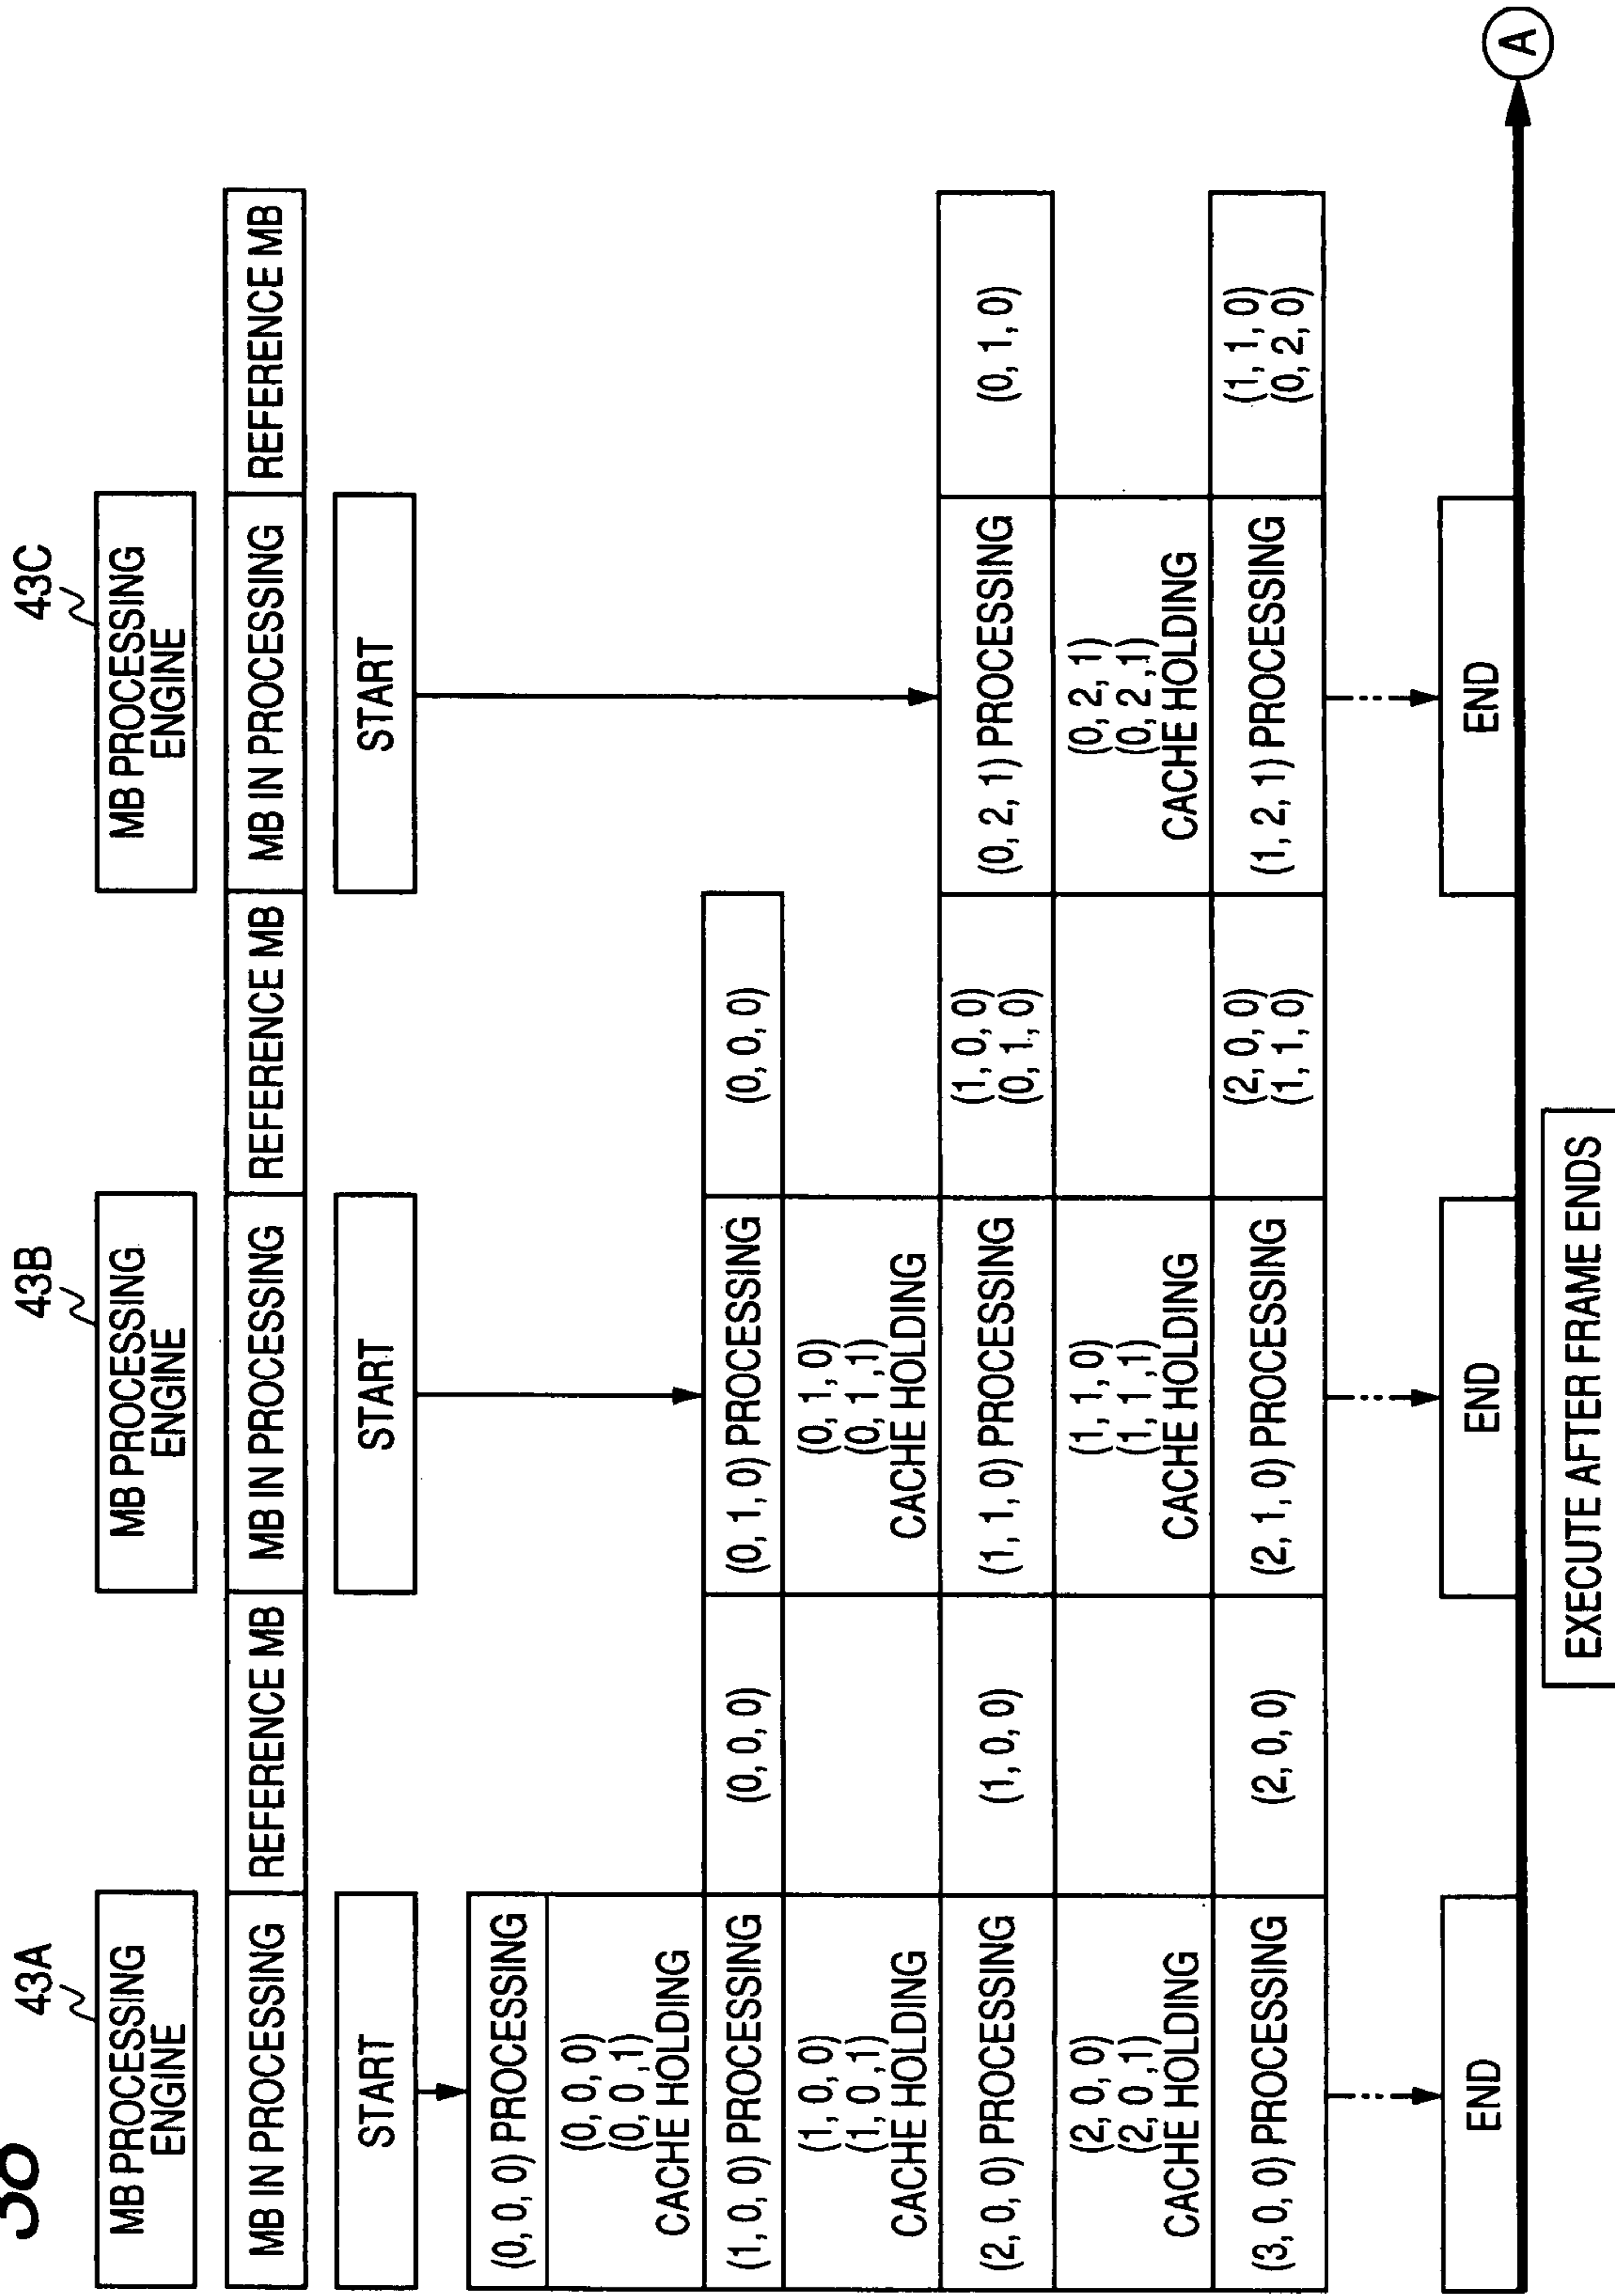 38
43A
43B
43C
MB PROCESSING
ENGINE
MB PROCESSING
ENGINE
MB PROCESSING
ENGINE
MB IN PROCESSING
REFERENCE MB
MB IN PROCESSING
REFERENCE MB
MB IN PROCESSING
REFERENCE MB
START
START
START
(0, 0, 0) PROCESSING
(0, 0, 0)
(0, 0 ,1)
CACHE HOLDING
(1, 0, 0) PROCESSING
(0, 0, 0)
(0, 1, 0) PROCESSING
(0, 0, 0)
(1, 0, 0)
(1, 0 ,1)
CACHE HOLDING
(0, 1, 0)
(0, 1 ,1)
CACHE HOLDING
(2, 0, 0) PROCESSING
(1, 0, 0)
(1, 1, 0) PROCESSING
(1, 0, 0)
(0, 1, 0)
(0, 2, 1) PROCESSING
(0, 1, 0)
(2, 0, 0)
(2, 0 ,1)
CACHE HOLDING
(1, 1, 0)
(1, 1 ,1)
CACHE HOLDING
(0, 2, 1)
(0, 2 ,1)
CACHE HOLDING
(3, 0, 0) PROCESSING
(2, 0, 0)
(2, 1, 0) PROCESSING
(2, 0, 0)
(1, 1, 0)
(1, 2, 1) PROCESSING
(1, 1, 0)
(0, 2, 0)
END
END
END
A
EXECUTE AFTER FRAME ENDS